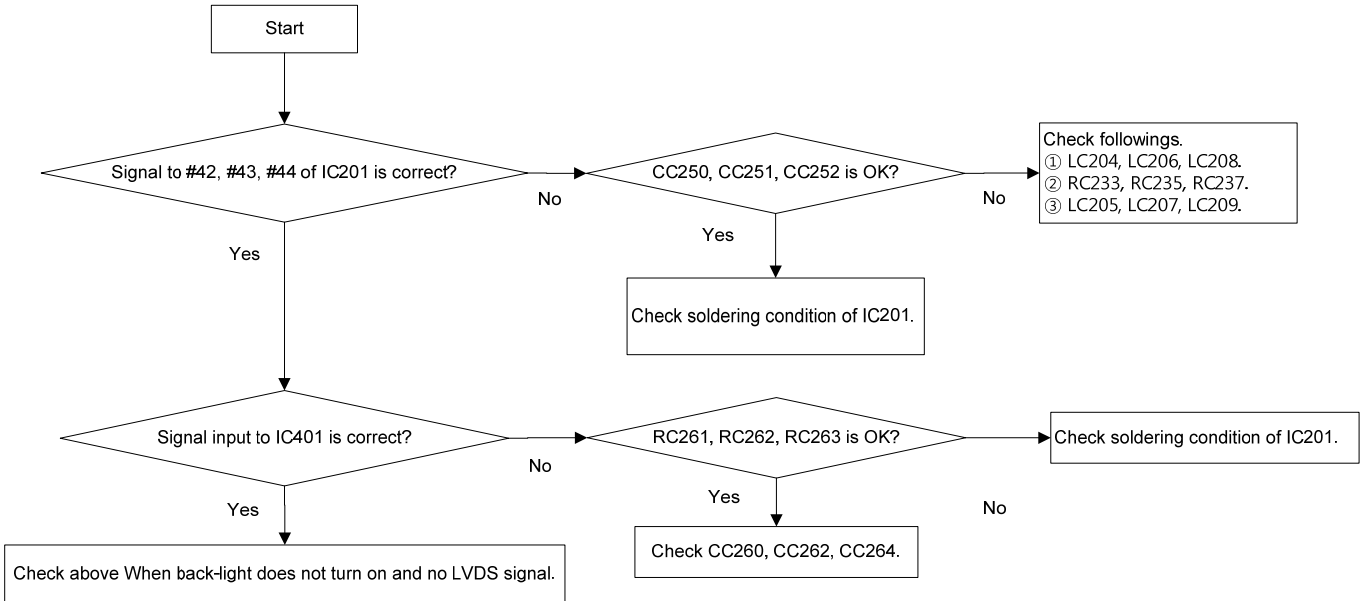 Start
Signal to #42, #43, #44 of IC201 is correct?
No
CC250, CC251, CC252 is OK?
No
Check followings.
① LC204, LC206, LC208.
② RC233, RC235, RC237.
③ LC205, LC207, LC209.
Yes
Yes
Check soldering condition of IC201.
Signal input to IC401 is correct?
No
RC261, RC262, RC263 is OK?
No
Check soldering condition of IC201.
Yes
Yes
Check CC260, CC262, CC264.
Check above When back-light does not turn on and no LVDS signal.